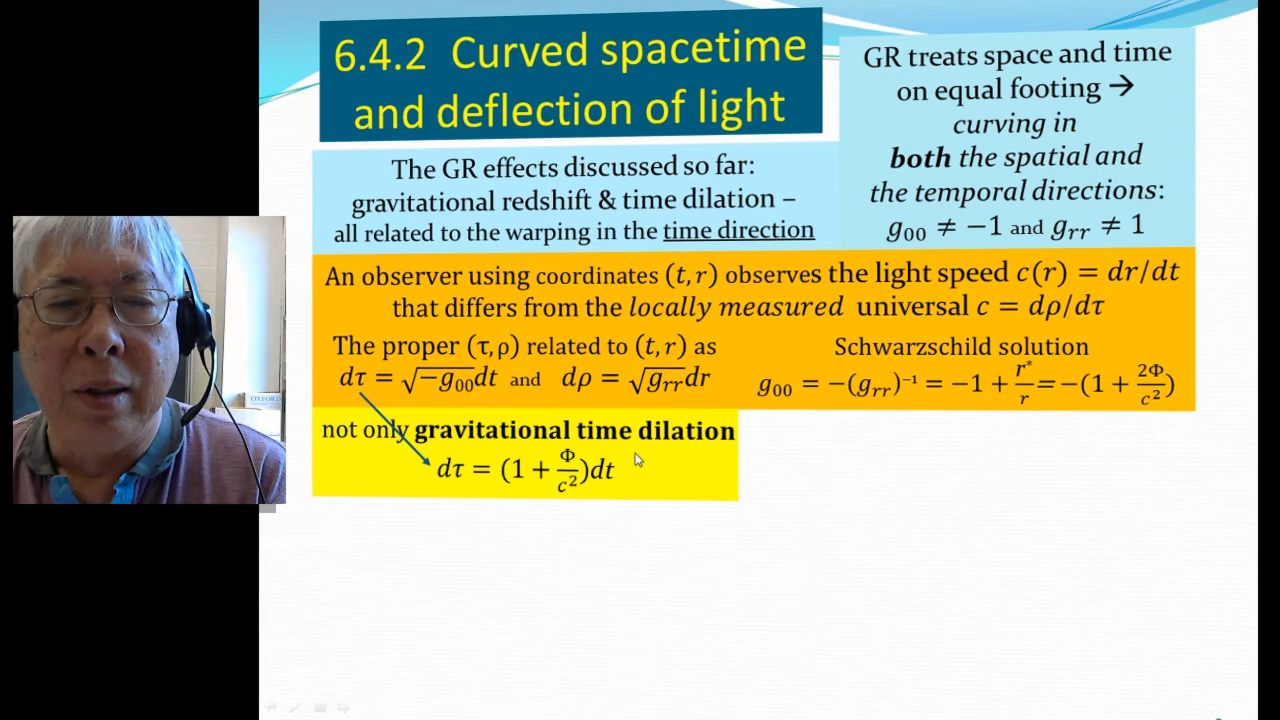 6.4.2 Curved spacetime
and deflection of light
GR treats space and time
on equal footing →
curving in
both the spatial and
the temporal directions:
g₀₀ ≠ −1 and gᵣᵣ ≠ 1
The GR effects discussed so far:
gravitational redshift & time dilation –
all related to the warping in the time direction
An observer using coordinates (t, r) observes the light speed c(r) = dr/dt
that differs from the locally measured universal c = dρ/dτ
The proper (τ, ρ) related to (t, r) as
dτ = √−g₀₀dt and dρ = √gᵣᵣdr
Schwarzschild solution
g₀₀ = −(gᵣᵣ)⁻¹ = −1 + r*/r = −(1 + 2Φ/c²)
not only gravitational time dilation
dτ = (1 + Φ/c²)dt
OXFORD